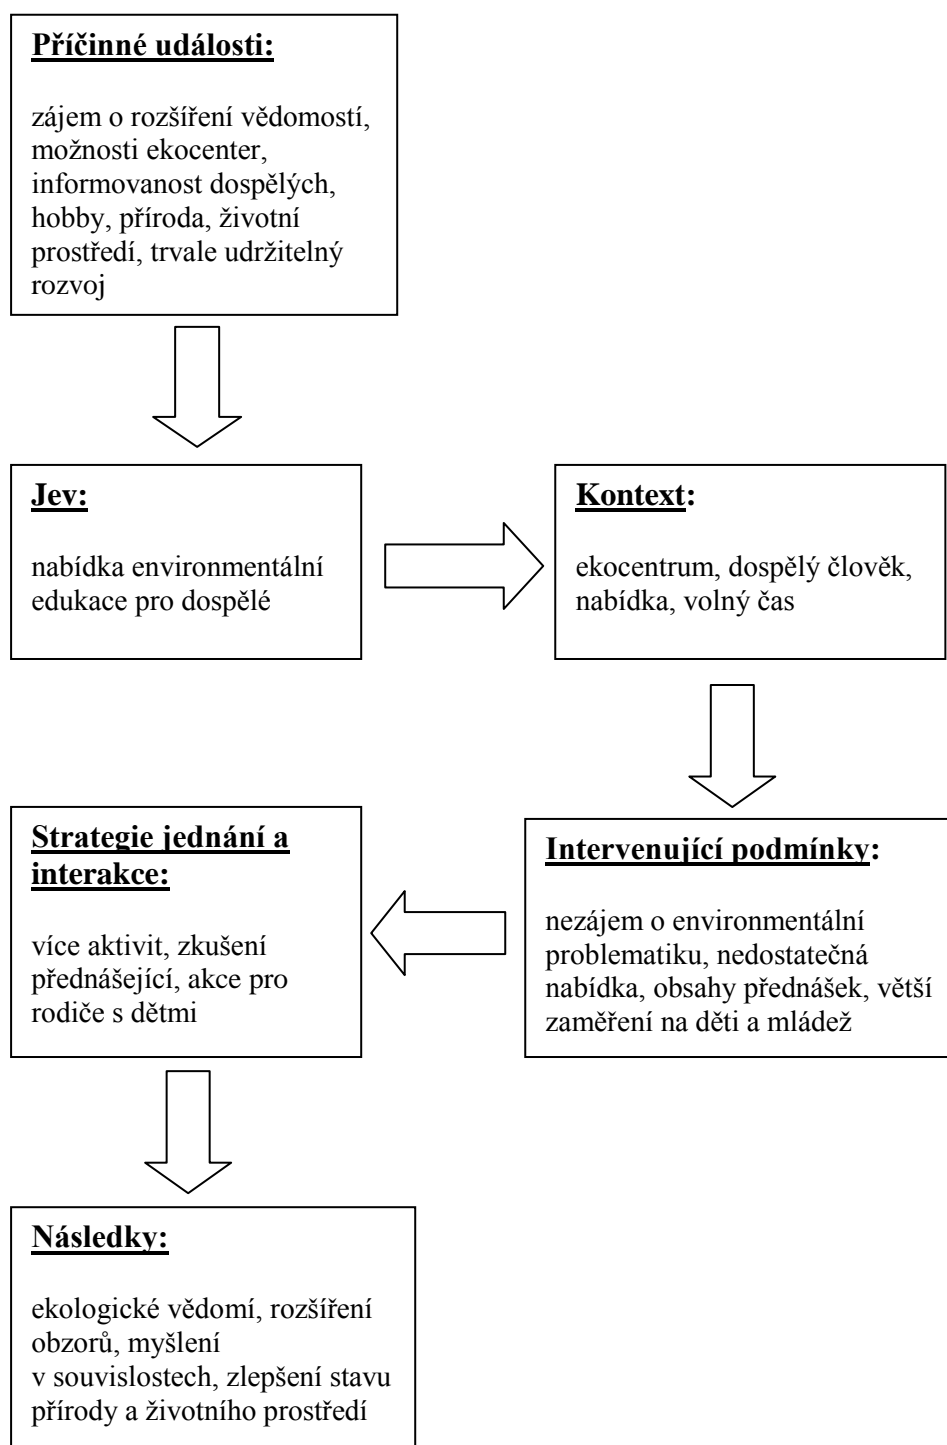 Příčinné události:
zájem o rozšíření vědomostí,
možnosti ekocenter,
informovanost dospělých,
hobby, příroda, životní
prostředí, trvale udržitelný
rozvoj
Jev:
nabídka environmentální
edukace pro dospělé
Kontext:
ekocentrum, dospělý člověk,
nabídka, volný čas
Intervenující podmínky:
nezájem o environmentální
problematiku, nedostatečná
nabídka, obsahy přednášek, větší
zaměření na děti a mládež
Strategie jednání a
interakce:
více aktivit, zkušení
přednášející, akce pro
rodiče s dětmi
Následky:
ekologické vědomí, rozšíření
obzorů, myšlení
v souvislostech, zlepšení stavu
přírody a životního prostředí